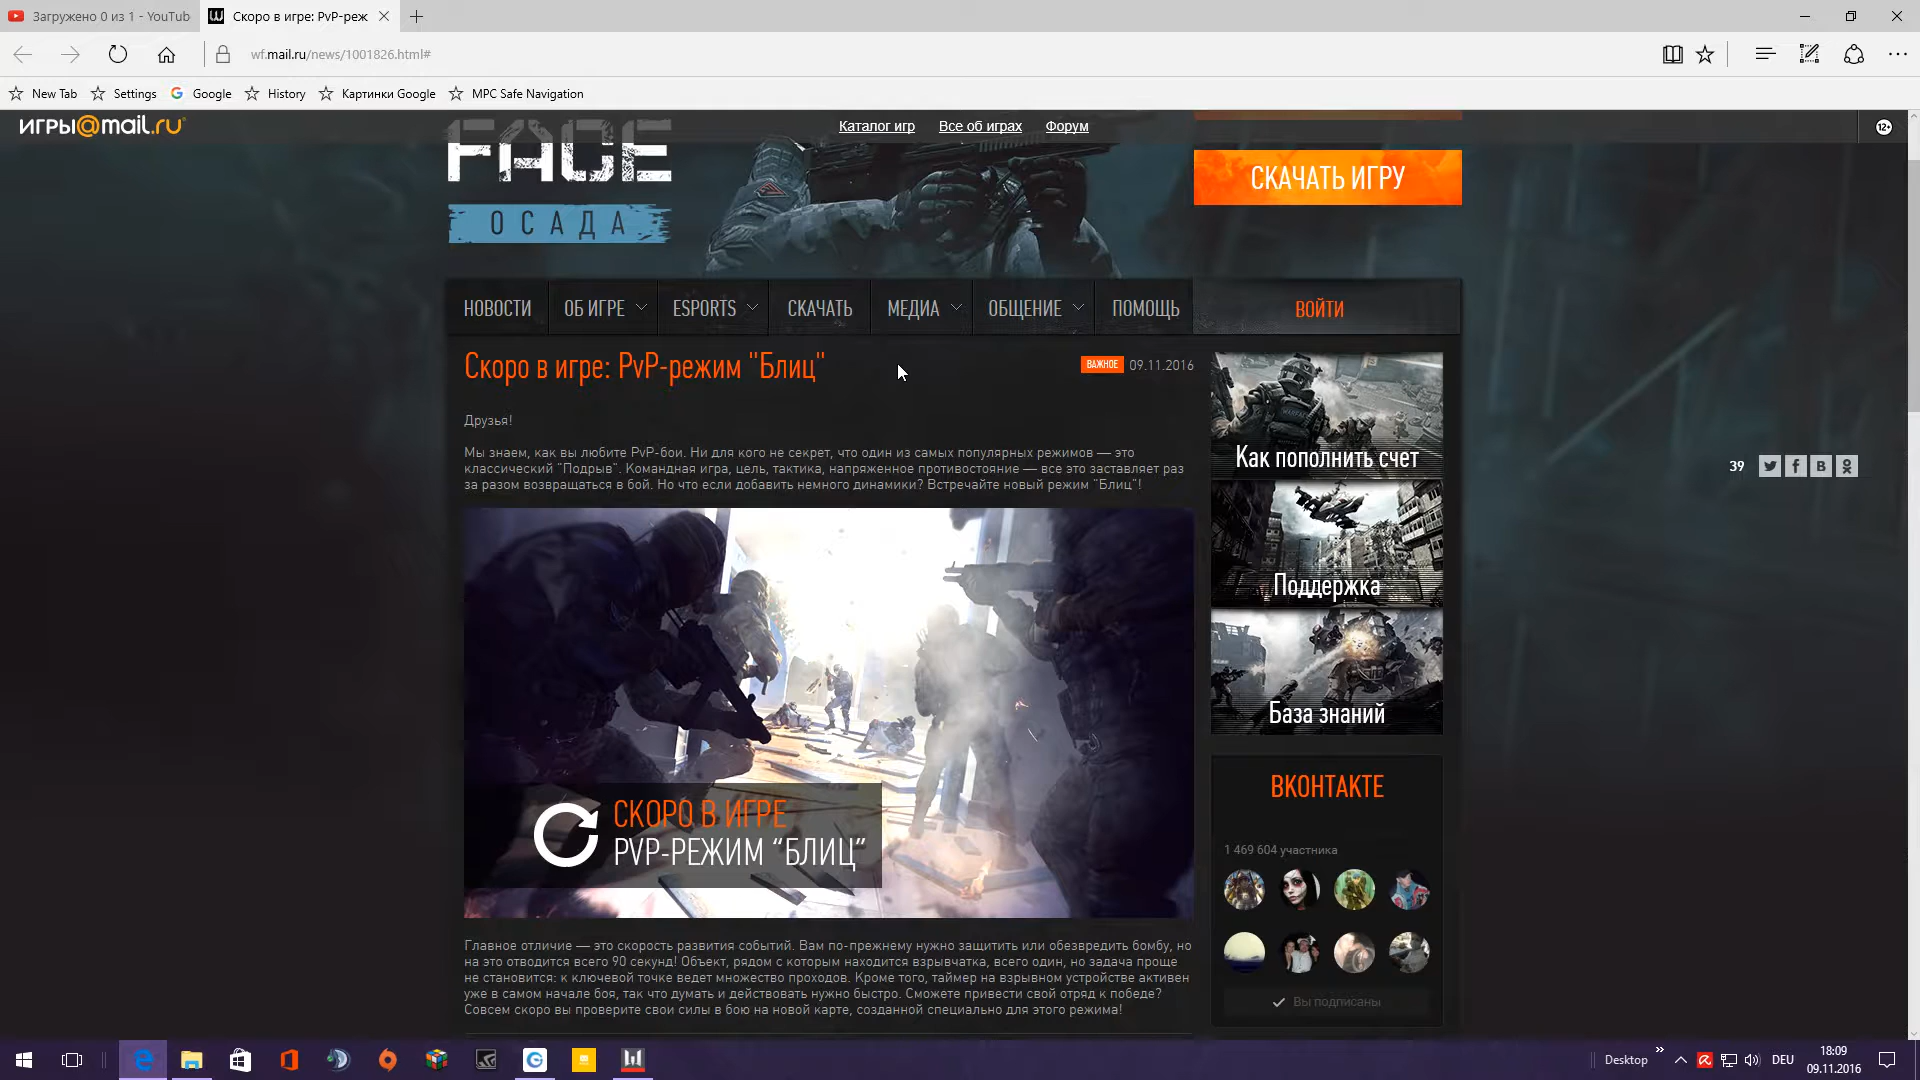 Загружено 0 из 1 - YouTub
Скоро в игре: PvP-реж
wf.mail.ru/news/1001826.html#
New Tab
Settings
Google
History
Картинки Google
MPC Safe Navigation
ИГРЫ@mail.ru
Каталог игр
Все об играх
Форум
12+
FACE
ОСАДА
СКАЧАТЬ ИГРУ
НОВОСТИ
ОБ ИГРЕ
ESPORTS
СКАЧАТЬ
МЕДИА
ОБЩЕНИЕ
ПОМОЩЬ
ВОЙТИ
Скоро в игре: PvP-режим "Блиц"
ВАЖНОЕ
09.11.2016
Друзья!
Мы знаем, как вы любите PvP-бои. Ни для кого не секрет, что один из самых популярных режимов — это
классический "Подрыв". Командная игра, цель, тактика, напряженное противостояние — все это заставляет раз
за разом возвращаться в бой. Но что если добавить немного динамики? Встречайте новый режим "Блиц"!
СКОРО В ИГРЕ
PVP-РЕЖИМ “БЛИЦ”
Главное отличие — это скорость развития событий. Вам по-прежнему нужно защитить или обезвредить бомбу, но
на это отводится всего 90 секунд! Объект, рядом с которым находится взрывчатка, всего один, но задача проще
не становится: к ключевой точке ведет множество проходов. Кроме того, таймер на взрывном устройстве активен
уже в самом начале боя, так что думать и действовать нужно быстро. Сможете привести свой отряд к победе?
Совсем скоро вы проверите свои силы в бою на новой карте, созданной специально для этого режима!
Как пополнить счет
Поддержка
База знаний
ВКОНТАКТЕ
1 469 604 участника
Вы подписаны
39
Desktop
DEU
18:09
09.11.2016